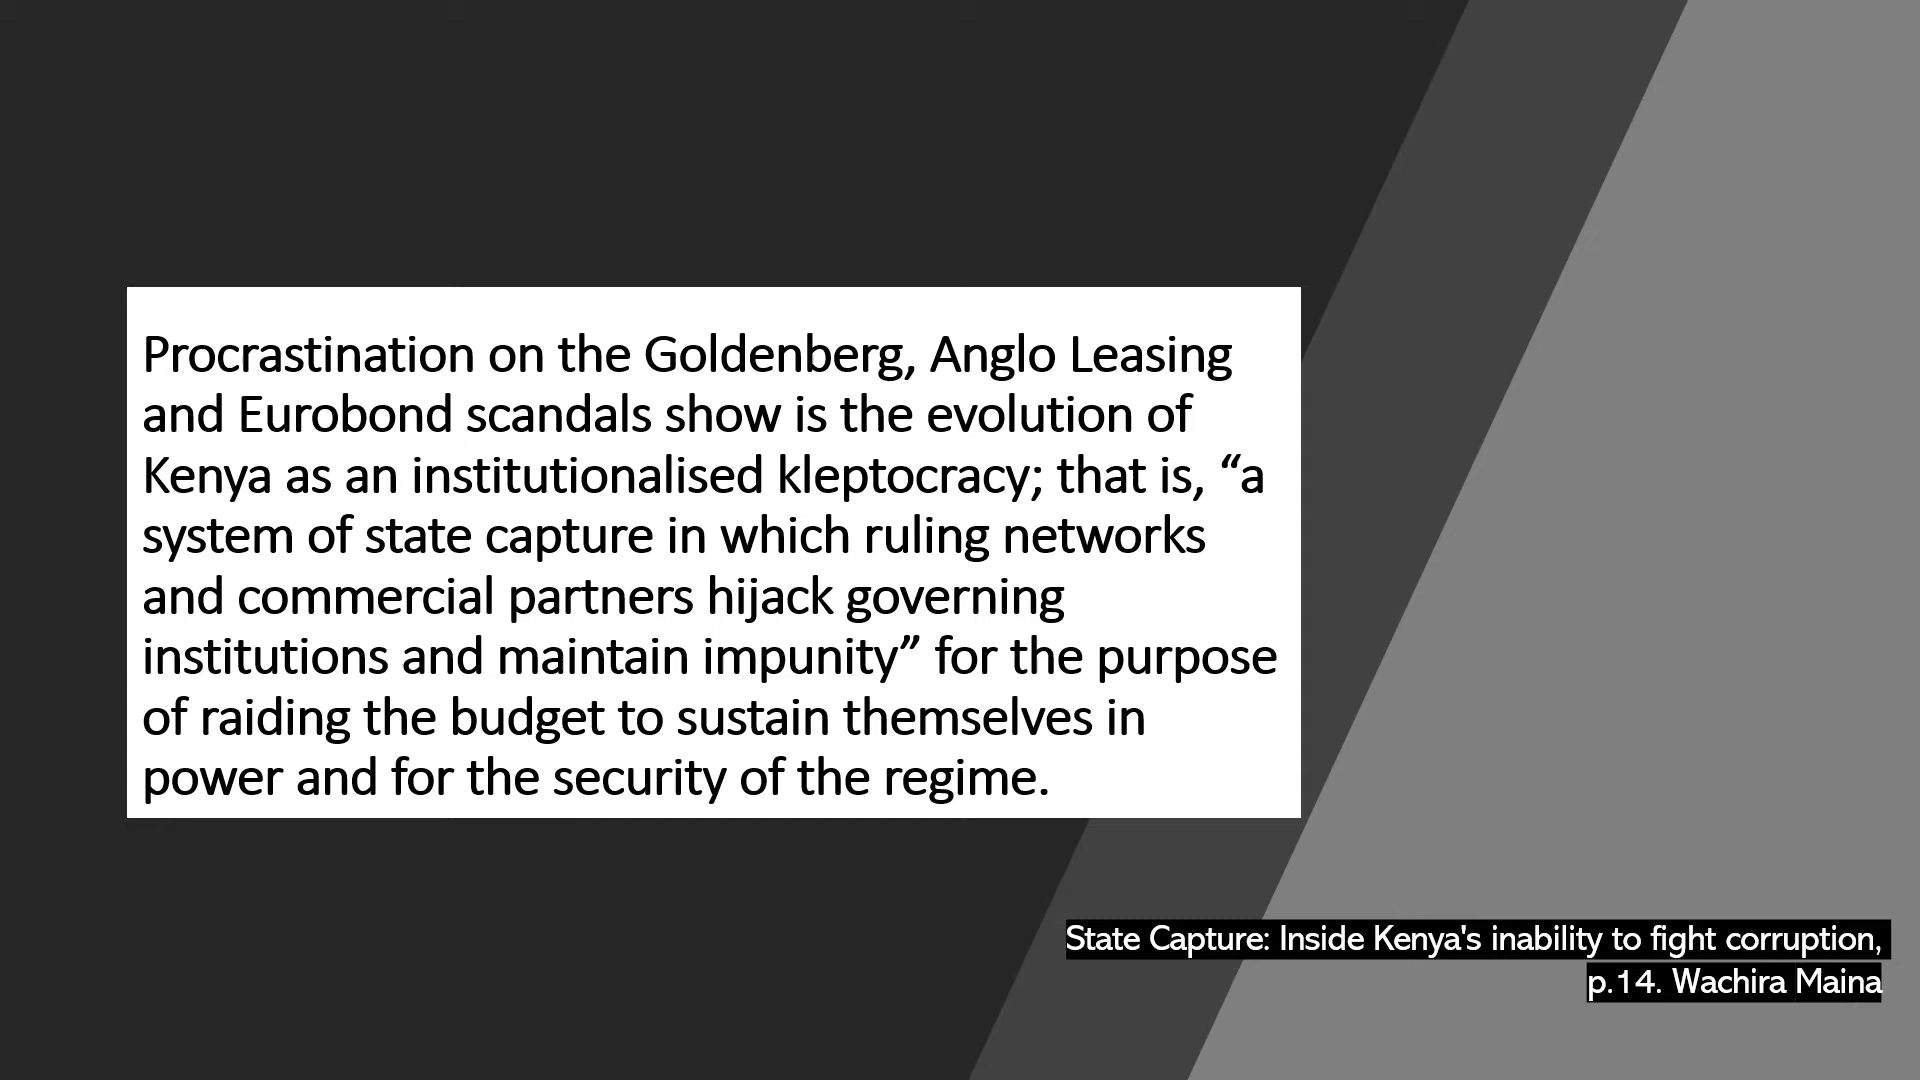 Procrastination on the Goldenberg, Anglo Leasing
and Eurobond scandals show is the evolution of
Kenya as an institutionalised kleptocracy; that is, “a
system of state capture in which ruling networks
and commercial partners hijack governing
institutions and maintain impunity” for the purpose
of raiding the budget to sustain themselves in
power and for the security of the regime.
State Capture: Inside Kenya's inability to fight corruption,
p.14. Wachira Maina